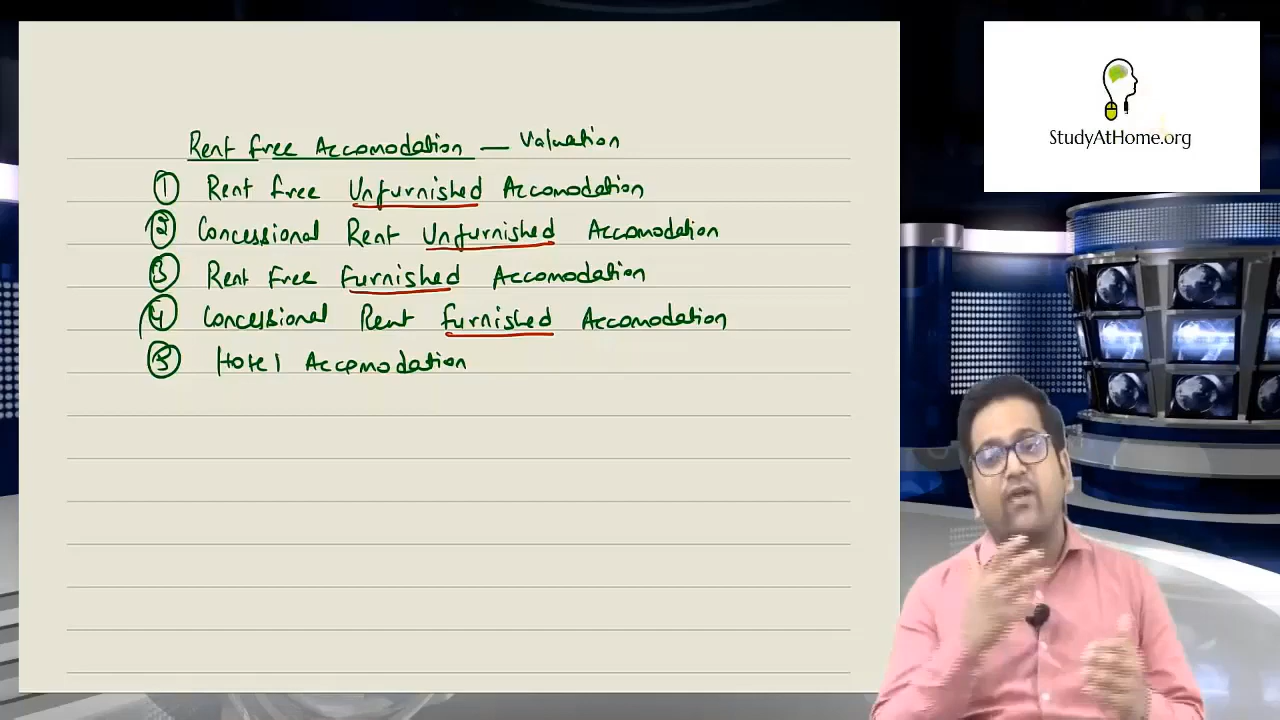 Rent free Accomodation — Valuation
① Rent free Unfurnished Accomodation
② Concessional Rent Unfurnished Accomodation
③ Rent free Furnished Accomodation
④ Concessional Rent furnished Accomodation
⑤ Hotel Accomodation
StudyAtHome.org